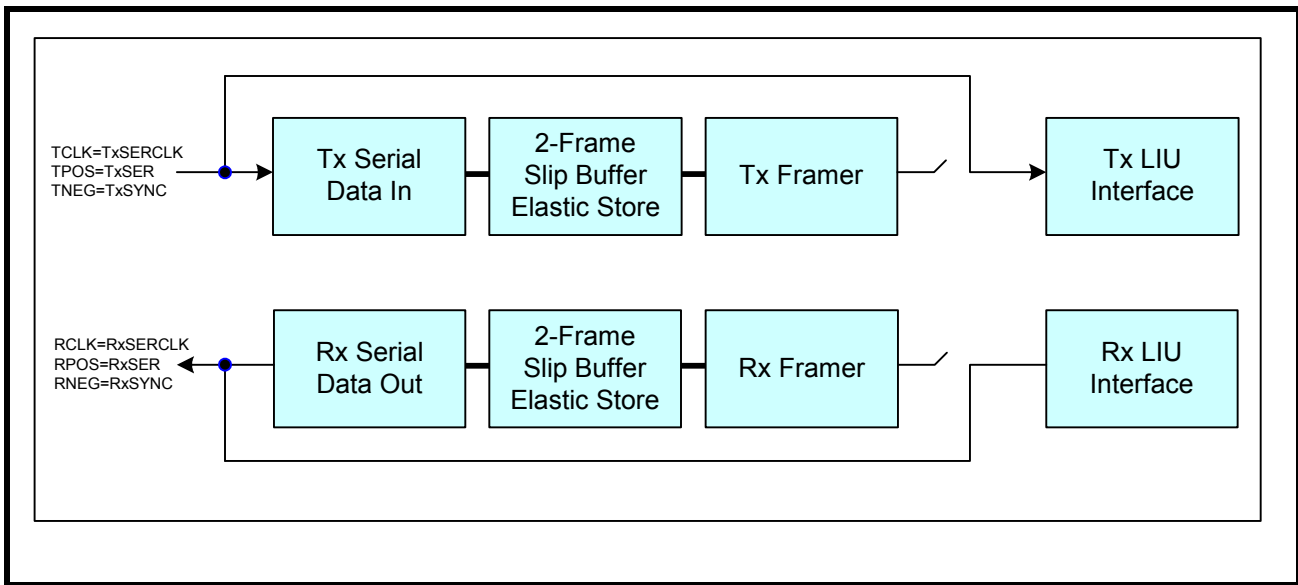 TCLK=TxSERCLK
TPOS=TxSER
TNEG=TxSYNC
Tx Serial
Data In
2-Frame
Slip Buffer
Elastic Store
Tx Framer
Tx LIU
Interface
RCLK=RxSERCLK
RPOS=RxSER
RNEG=RxSYNC
Rx Serial
Data Out
2-Frame
Slip Buffer
Elastic Store
Rx Framer
Rx LIU
Interface